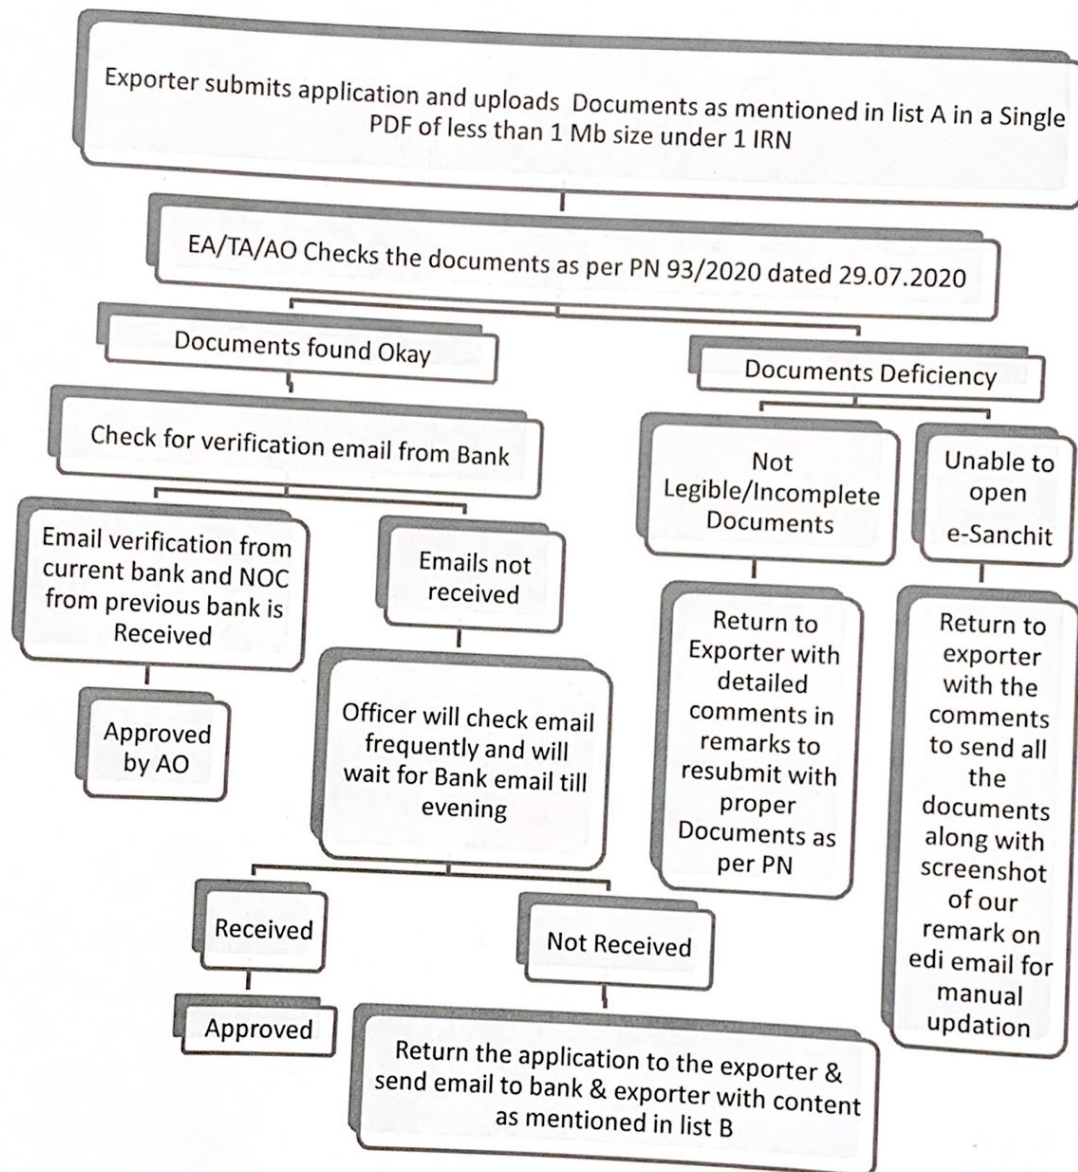 Exporter submits application and uploads Documents as mentioned in list A in a Single
PDF of less than 1 Mb size under 1 IRN
EA/TA/AO Checks the documents as per PN 93/2020 dated 29.07.2020
Documents found Okay
Documents Deficiency
Check for verification email from Bank
Not
Legible/Incomplete
Documents
Unable to
open
e-Sanchit
Email verification from
current bank and NOC
from previous bank is
Received
Emails not
received
Return to
Exporter with
detailed
comments in
remarks to
resubmit with
proper
Documents as
per PN
Return to
exporter
with the
comments
to send all
the
documents
along with
screenshot
of our
remark on
edi email for
manual
updation
Approved
by AO
Officer will check email
frequently and will
wait for Bank email till
evening
Received
Not Received
Approved
Return the application to the exporter &
send email to bank & exporter with content
as mentioned in list B